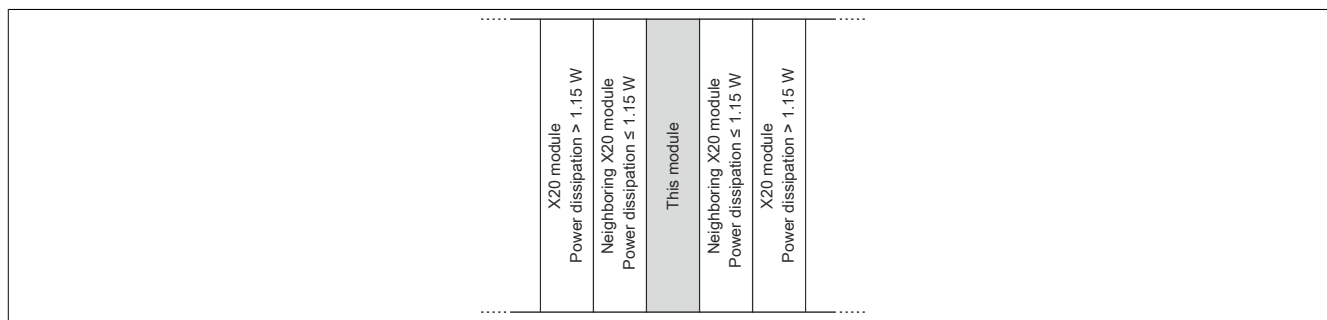 X20 module
Power dissipation > 1.15 W
Neighboring X20 module
Power dissipation ≤ 1.15 W
This module
Neighboring X20 module
Power dissipation ≤ 1.15 W
X20 module
Power dissipation > 1.15 W